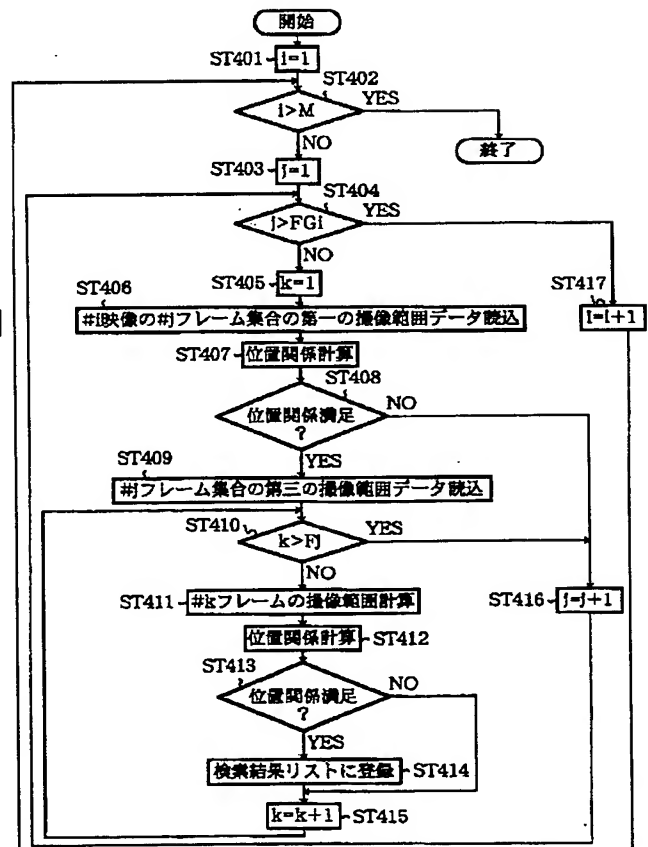 開始
ST401
i=1
ST402
i>M
YES
終了
NO
ST403
j=1
ST404
j>FGi
YES
NO
ST405
k=1
ST417
i=i+1
ST406
#i映像の#jフレーム集合の第一の撮像範囲データ読込
ST407
位置関係計算
ST408
位置関係満足
?
NO
YES
ST409
#jフレーム集合の第三の撮像範囲データ読込
ST410
k>Fj
YES
NO
ST411
#kフレームの撮像範囲計算
ST416
j=j+1
位置関係計算
ST412
ST413
位置関係満足
?
NO
YES
検索結果リストに登録
ST414
k=k+1
ST415